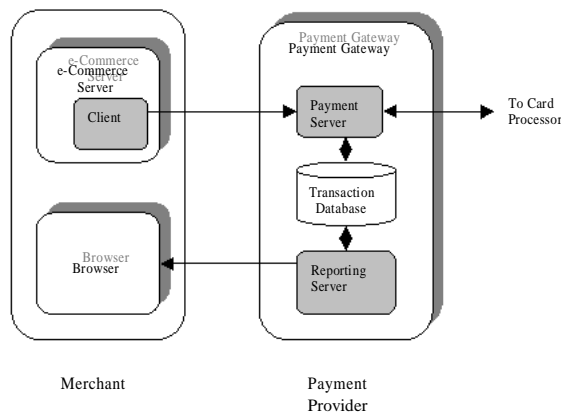 Payment Gateway
Payment Gateway
e-Commerce
Server
e-Commerce
Server
Client
Payment
Server
To Card
Processor
Transaction
Database
Browser
Browser
Reporting
Server
Merchant
Payment
Provider